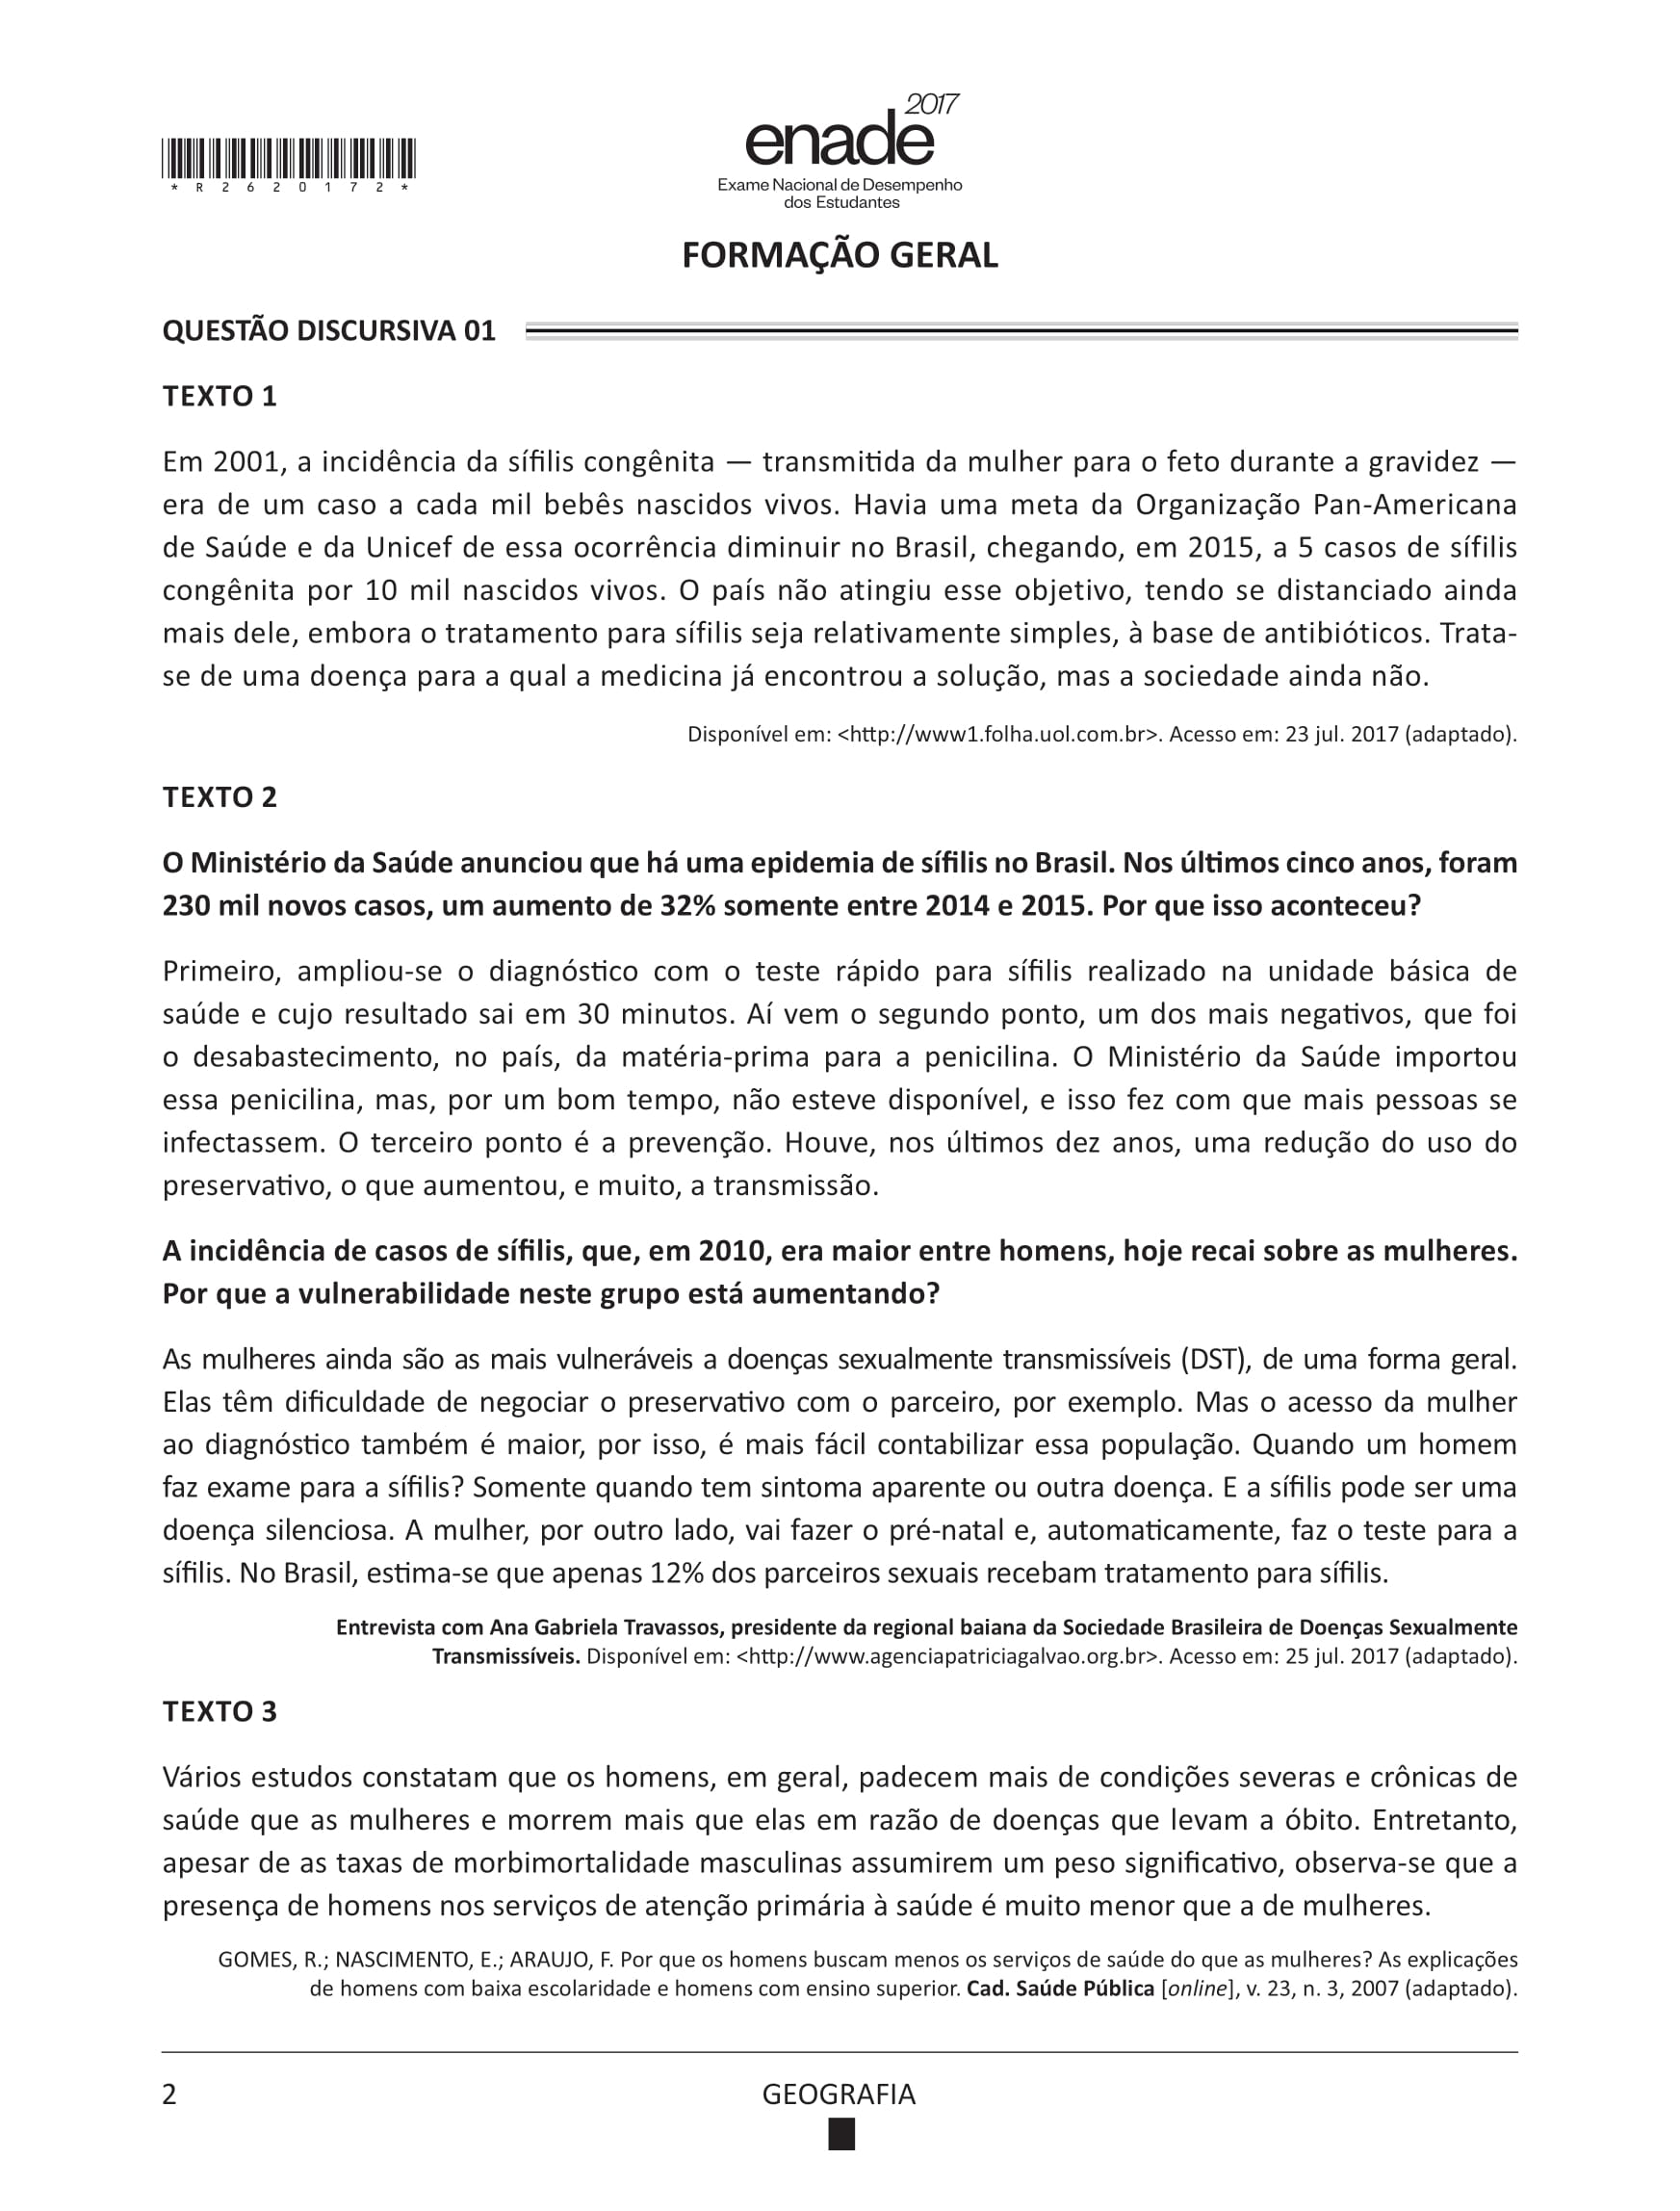 *R2620172*
2017
enade
Exame Nacional de Desempenho
dos Estudantes
FORMAÇÃO GERAL
QUESTÃO DISCURSIVA 01
TEXTO 1
Em 2001, a incidência da sífilis congênita — transmitida da mulher para o feto durante a gravidez —
era de um caso a cada mil bebês nascidos vivos. Havia uma meta da Organização Pan-Americana
de Saúde e da Unicef de essa ocorrência diminuir no Brasil, chegando, em 2015, a 5 casos de sífilis
congênita por 10 mil nascidos vivos. O país não atingiu esse objetivo, tendo se distanciado ainda
mais dele, embora o tratamento para sífilis seja relativamente simples, à base de antibióticos. Trata-
se de uma doença para a qual a medicina já encontrou a solução, mas a sociedade ainda não.
Disponível em: <http://www1.folha.uol.com.br>. Acesso em: 23 jul. 2017 (adaptado).
TEXTO 2
O Ministério da Saúde anunciou que há uma epidemia de sífilis no Brasil. Nos últimos cinco anos, foram
230 mil novos casos, um aumento de 32% somente entre 2014 e 2015. Por que isso aconteceu?
Primeiro, ampliou-se o diagnóstico com o teste rápido para sífilis realizado na unidade básica de
saúde e cujo resultado sai em 30 minutos. Aí vem o segundo ponto, um dos mais negativos, que foi
o desabastecimento, no país, da matéria-prima para a penicilina. O Ministério da Saúde importou
essa penicilina, mas, por um bom tempo, não esteve disponível, e isso fez com que mais pessoas se
infectassem. O terceiro ponto é a prevenção. Houve, nos últimos dez anos, uma redução do uso do
preservativo, o que aumentou, e muito, a transmissão.
A incidência de casos de sífilis, que, em 2010, era maior entre homens, hoje recai sobre as mulheres.
Por que a vulnerabilidade neste grupo está aumentando?
As mulheres ainda são as mais vulneráveis a doenças sexualmente transmissíveis (DST), de uma forma geral.
Elas têm dificuldade de negociar o preservativo com o parceiro, por exemplo. Mas o acesso da mulher
ao diagnóstico também é maior, por isso, é mais fácil contabilizar essa população. Quando um homem
faz exame para a sífilis? Somente quando tem sintoma aparente ou outra doença. E a sífilis pode ser uma
doença silenciosa. A mulher, por outro lado, vai fazer o pré-natal e, automaticamente, faz o teste para a
sífilis. No Brasil, estima-se que apenas 12% dos parceiros sexuais recebam tratamento para sífilis.
Entrevista com Ana Gabriela Travassos, presidente da regional baiana da Sociedade Brasileira de Doenças Sexualmente
Transmissíveis. Disponível em: <http://www.agenciapatriciagalvao.org.br>. Acesso em: 25 jul. 2017 (adaptado).
TEXTO 3
Vários estudos constatam que os homens, em geral, padecem mais de condições severas e crônicas de
saúde que as mulheres e morrem mais que elas em razão de doenças que levam a óbito. Entretanto,
apesar de as taxas de morbimortalidade masculinas assumirem um peso significativo, observa-se que a
presença de homens nos serviços de atenção primária à saúde é muito menor que a de mulheres.
GOMES, R.; NASCIMENTO, E.; ARAUJO, F. Por que os homens buscam menos os serviços de saúde do que as mulheres? As explicações
de homens com baixa escolaridade e homens com ensino superior. Cad. Saúde Pública [online], v. 23, n. 3, 2007 (adaptado).
2
GEOGRAFIA